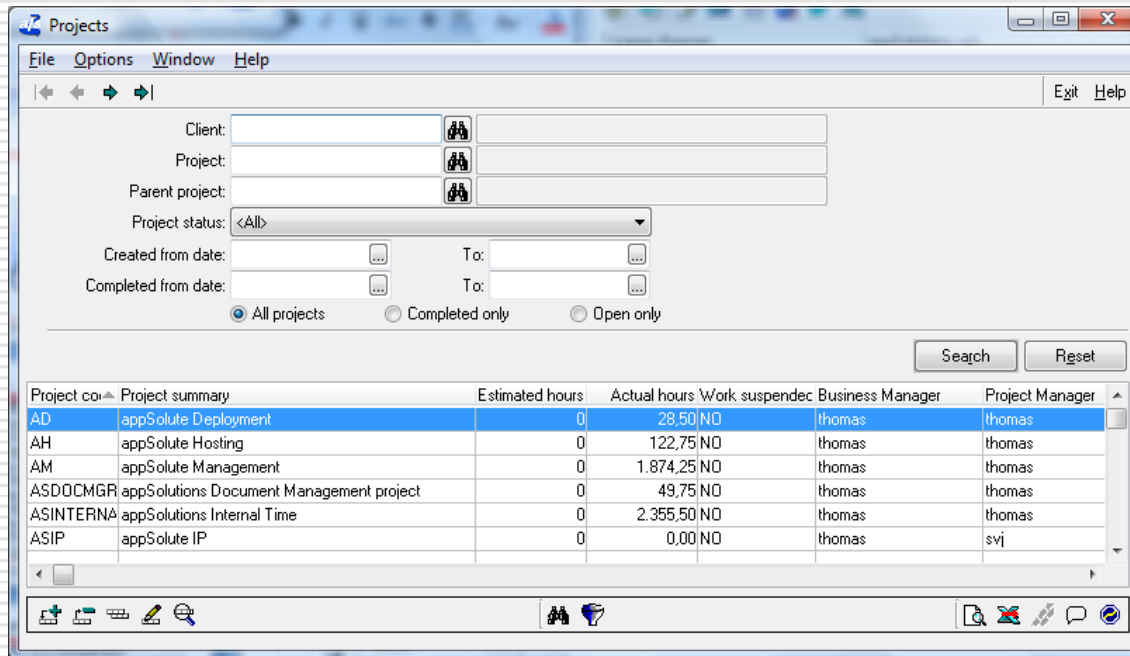 Projects
File Options Window Help
Exit Help
Client:
Project:
Parent project:
Project status: <All>
Created from date: ... To: ...
Completed from date: ... To: ...
All projects Completed only Open only
Search Reset
Project co Project summary Estimated hours Actual hours Work suspended Business Manager Project Manager
AD appSolute Deployment 0 28,50 NO thomas thomas
AH appSolute Hosting 0 122,75 NO thomas thomas
AM appSolute Management 0 1.874,25 NO thomas thomas
ASDOCMGR appSolutions Document Management project 0 49,75 NO thomas thomas
ASINTERNA appSolutions Internal Time 0 2.355,50 NO thomas thomas
ASIP appSolute IP 0 0,00 NO thomas svj